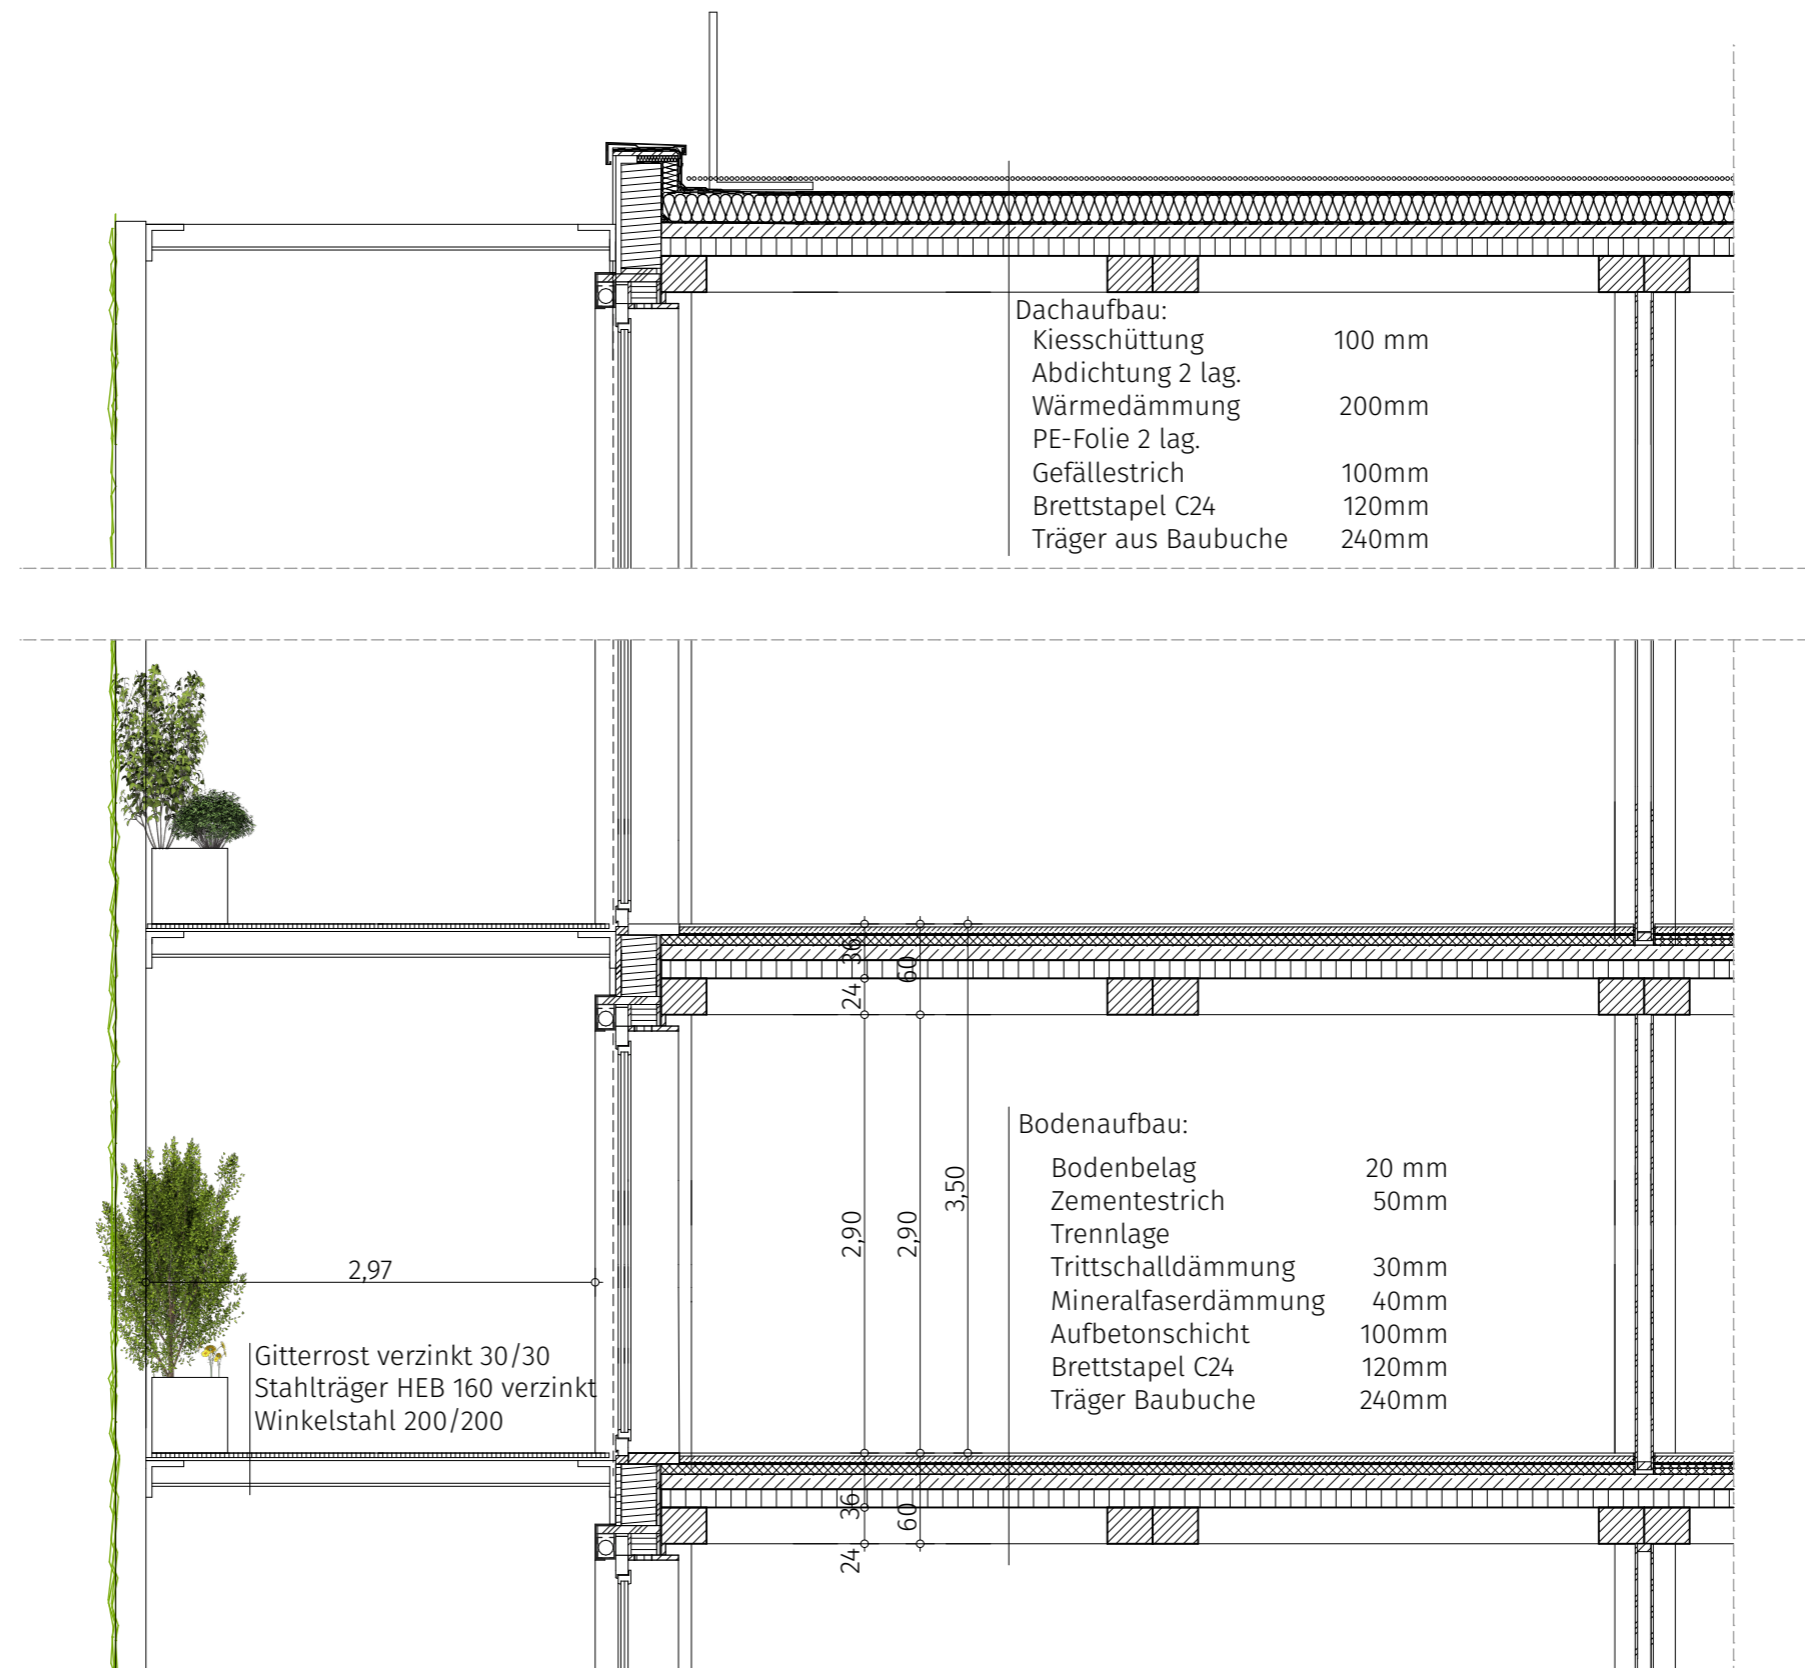 Dachaufbau:
Kiesschüttung 100 mm
Abdichtung 2 lag.
Wärmedämmung 200mm
PE-Folie 2 lag.
Gefällestrich 100mm
Brettstapel C24 120mm
Träger aus Baubuche 240mm
36
60
24
Bodenaufbau:
Bodenbelag 20 mm
Zementestrich 50mm
Trennlage
Trittschalldämmung 30mm
Mineralfaserdämmung 40mm
Aufbetonschicht 100mm
Brettstapel C24 120mm
Träger Baubuche 240mm
2,90
2,90
3,50
2,97
Gitterrost verzinkt 30/30
Stahlträger HEB 160 verzinkt
Winkelstahl 200/200
36
60
24